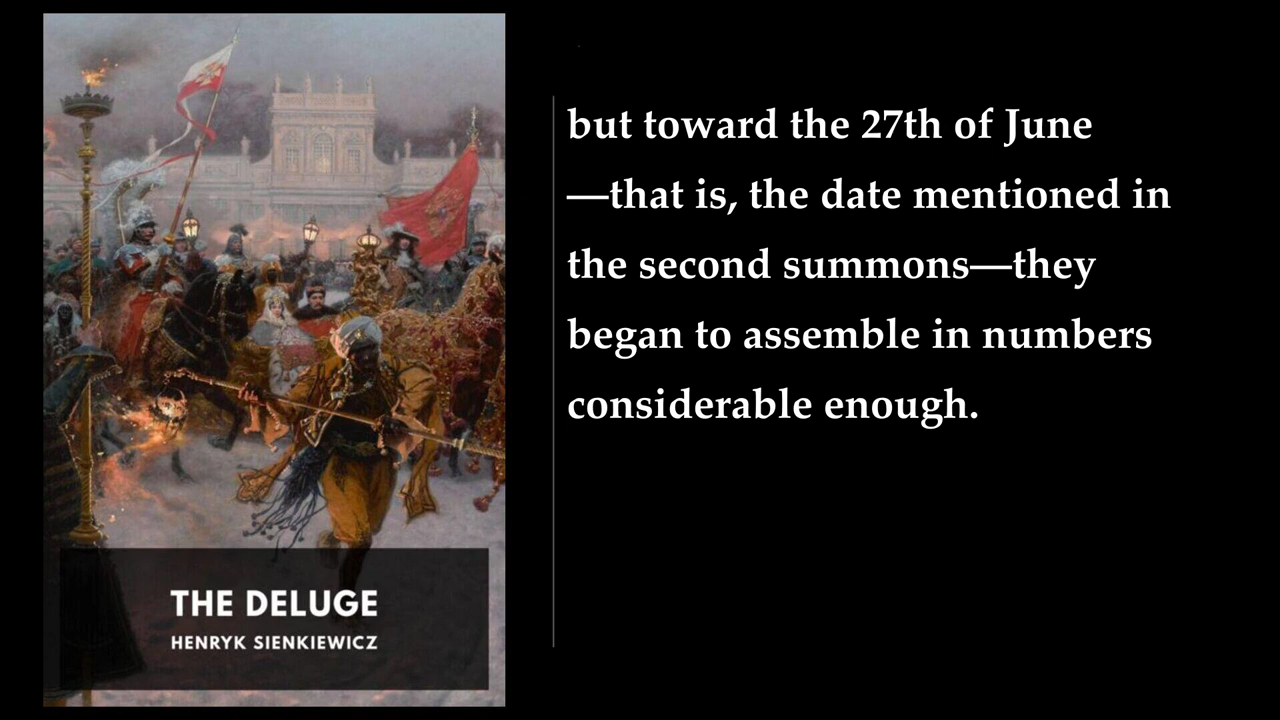 but toward the 27th of June
—that is, the date mentioned in
the second summons—they
began to assemble in numbers
considerable enough.
THE DELUGE
HENRYK SIENKIEWICZ